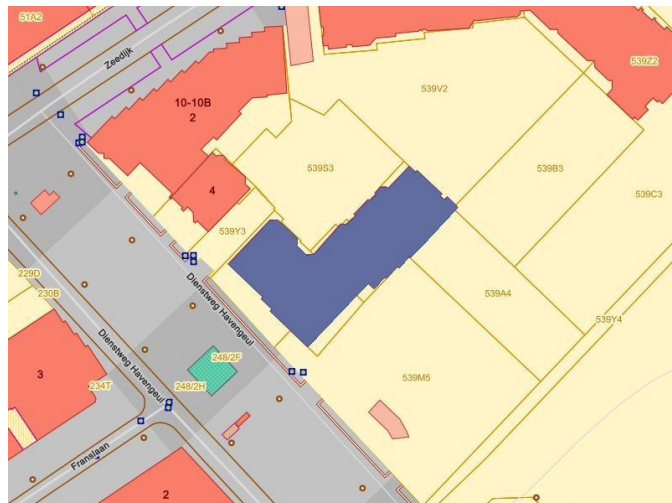 51A2
Zeedijk
539Z2
539V2
10-10B
2
539S3
539B3
4
539C3
539Y3
229D
230B
Dienstweg Havengeul
539A4
539Y4
Dienstweg Havengeul
248/2F
3
234T
248/2H
539M5
Franslaan
2